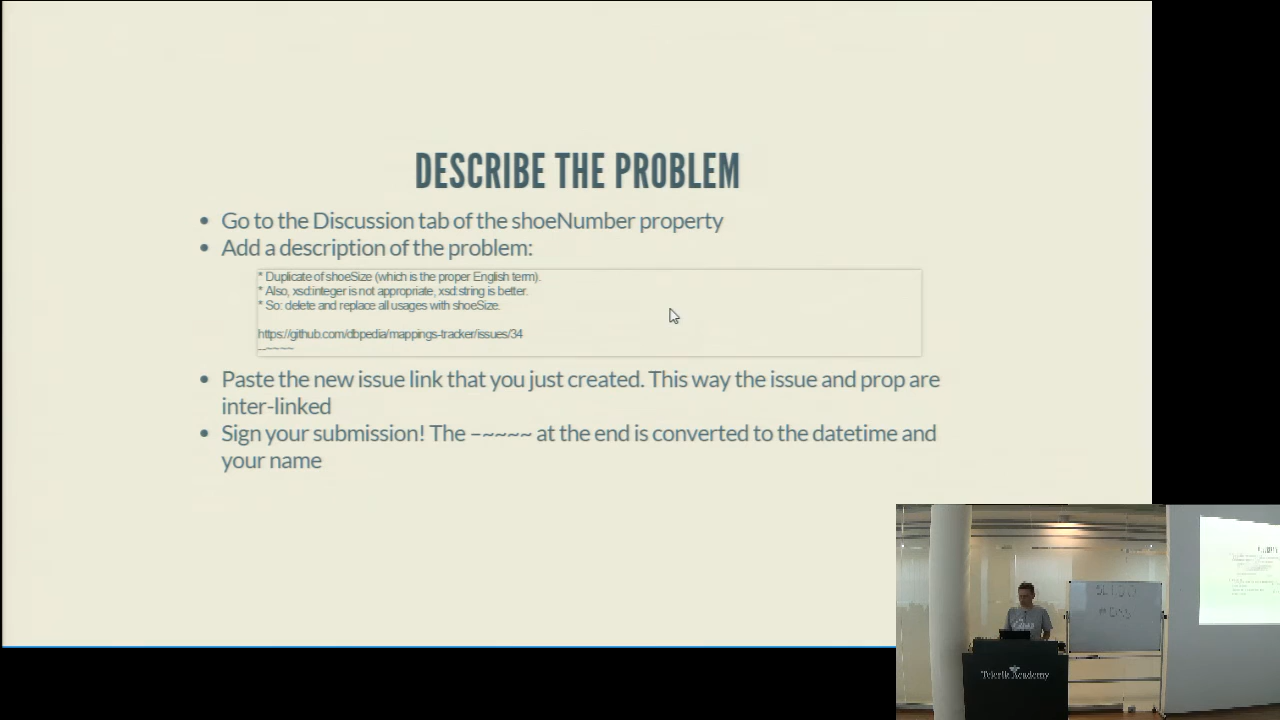 DESCRIBE THE PROBLEM
• Go to the Discussion tab of the shoeNumber property
• Add a description of the problem:
* Duplicate of shoeSize (which is the proper English term).
* Also, xsd:integer is not appropriate, xsd:string is better.
* So: delete and replace all usages with shoeSize.
https://github.com/dbpedia/mappings-tracker/issues/34
--~~~~
• Paste the new issue link that you just created. This way the issue and prop are
inter-linked
• Sign your submission! The –~~~~ at the end is converted to the datetime and
your name
Telerik Academy